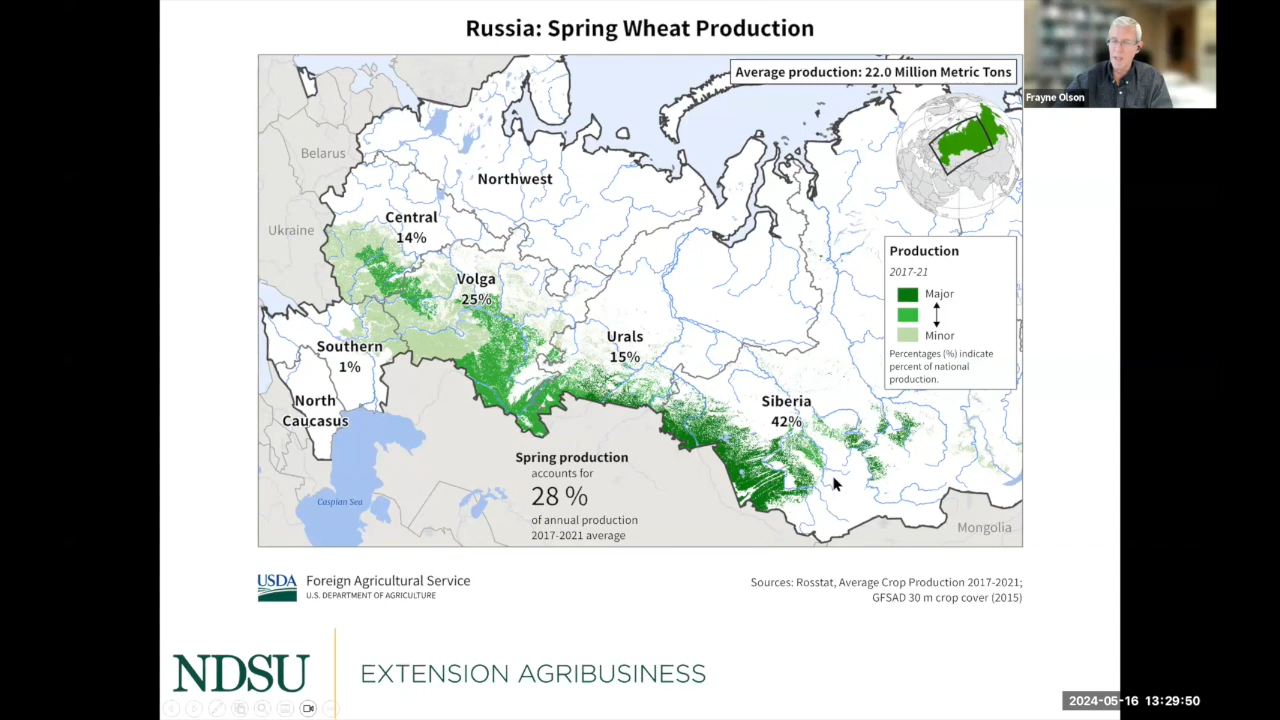 Russia: Spring Wheat Production
Average production: 22.0 Million Metric Tons
Frayne Olson
Belarus
Northwest
Ukraine
Central
14%
Volga
25%
Production
2017-21
Major
Minor
Percentages (%) indicate
percent of national
production.
Southern
1%
Urals
15%
North
Caucasus
Siberia
42%
Spring production
accounts for
28 %
of annual production
2017-2021 average
Caspian Sea
Mongolia
USDA
Foreign Agricultural Service
U.S. DEPARTMENT OF AGRICULTURE
Sources: Rosstat, Average Crop Production 2017-2021;
GFSAD 30 m crop cover (2015)
NDSU
EXTENSION AGRIBUSINESS
2024-05-16 13:29:50